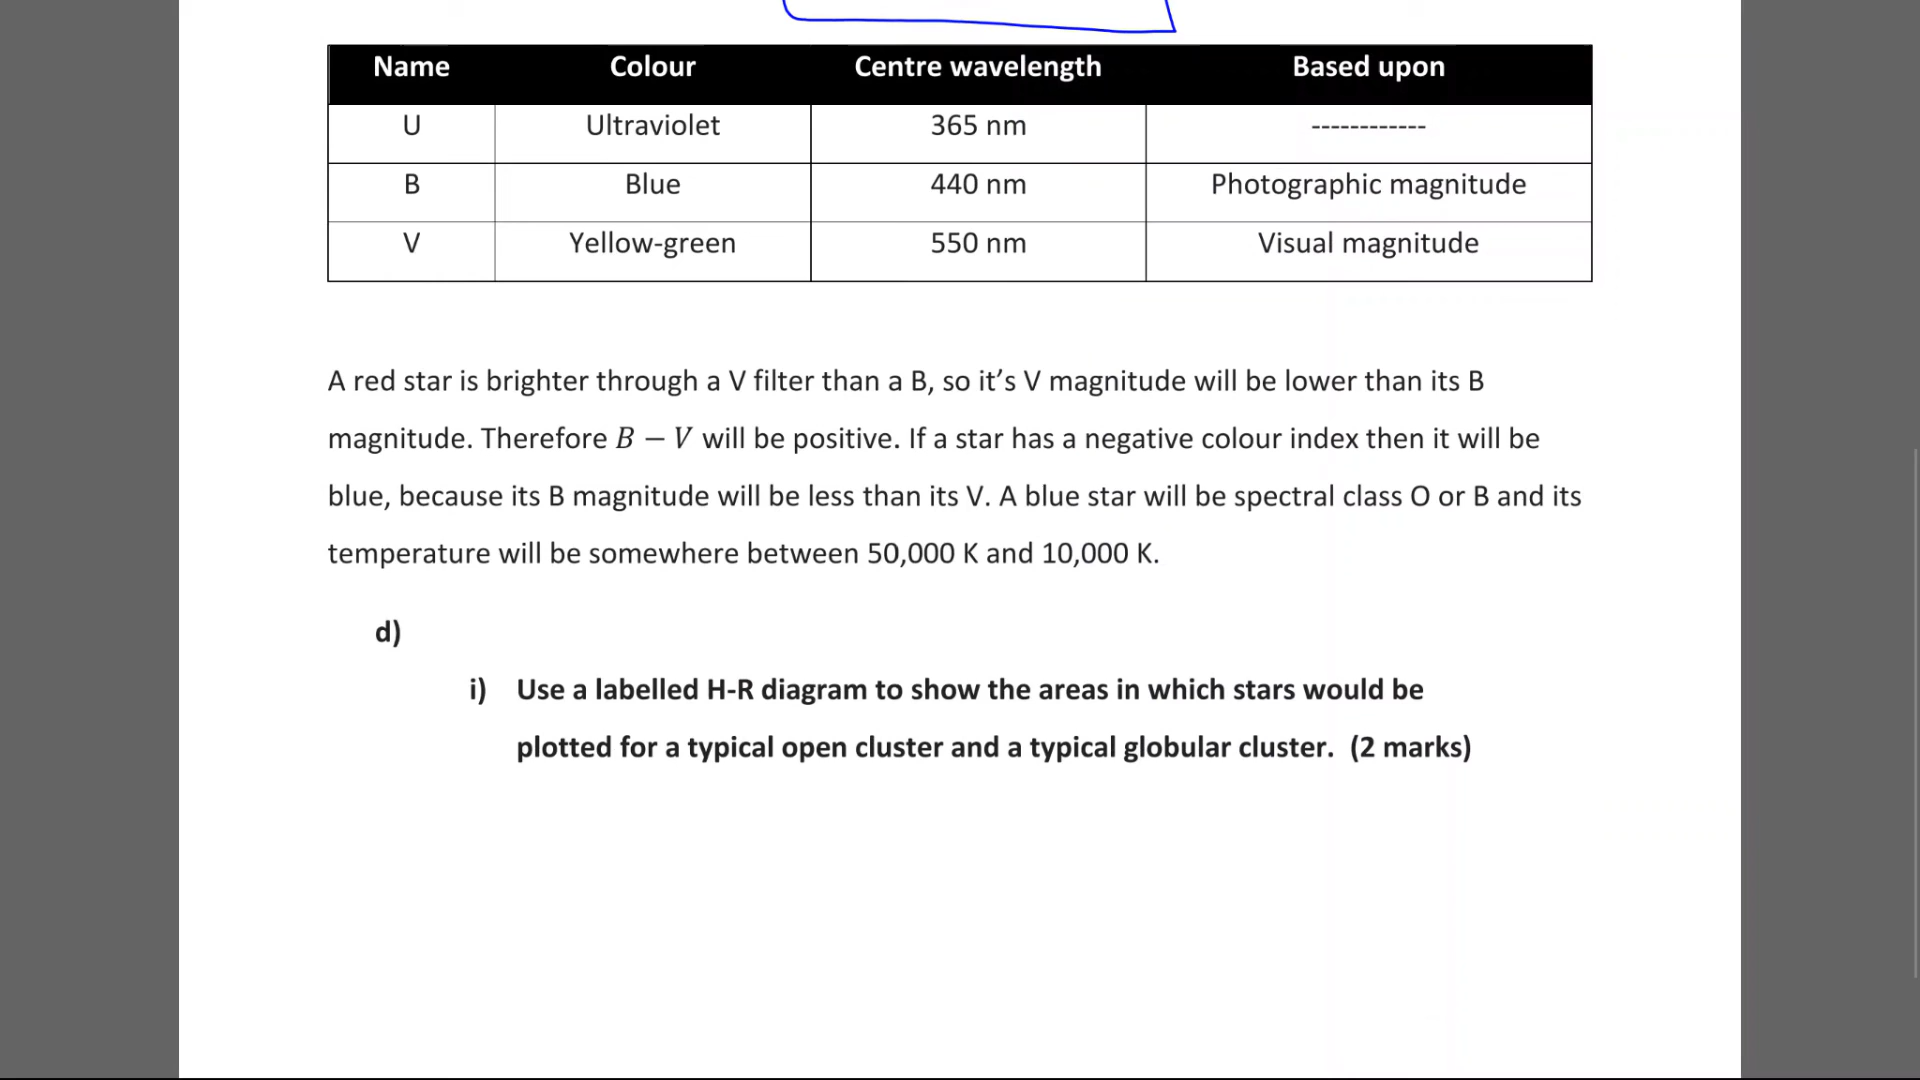 Name Colour Centre wavelength Based upon
U Ultraviolet 365 nm ------------
B Blue 440 nm Photographic magnitude
V Yellow-green 550 nm Visual magnitude
A red star is brighter through a V filter than a B, so it’s V magnitude will be lower than its B
magnitude. Therefore B − V will be positive. If a star has a negative colour index then it will be
blue, because its B magnitude will be less than its V. A blue star will be spectral class O or B and its
temperature will be somewhere between 50,000 K and 10,000 K.
d)
i) Use a labelled H-R diagram to show the areas in which stars would be
plotted for a typical open cluster and a typical globular cluster. (2 marks)